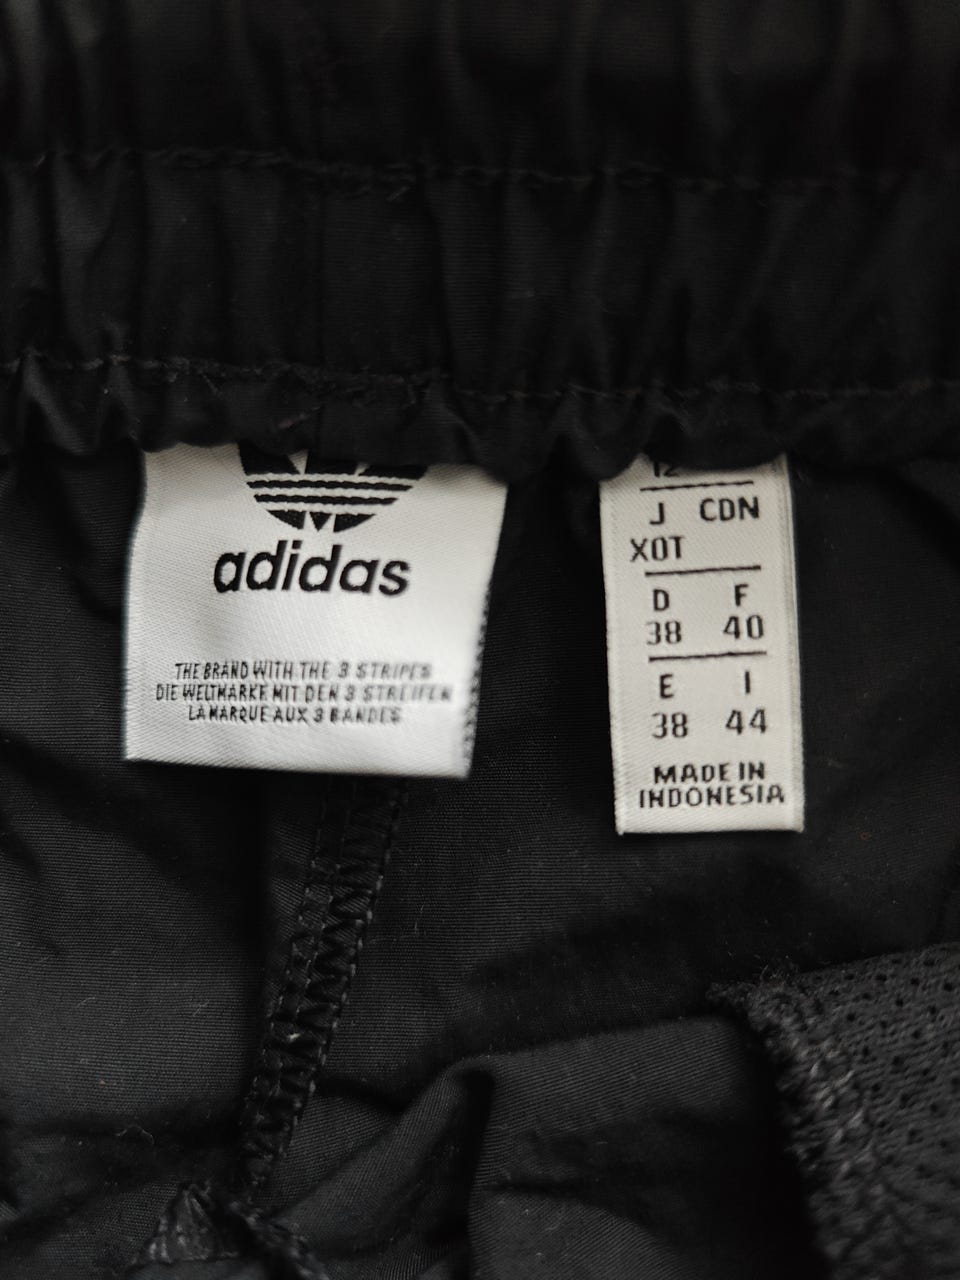 adidas
THE BRAND WITH THE 3 STRIPES
DIE WELTMARKE MIT DEN 3 STREIFEN
LA MARQUE AUX 3 BANDES
12
J CDN
XOT
D F
38 40
E I
38 44
MADE IN
INDONESIA